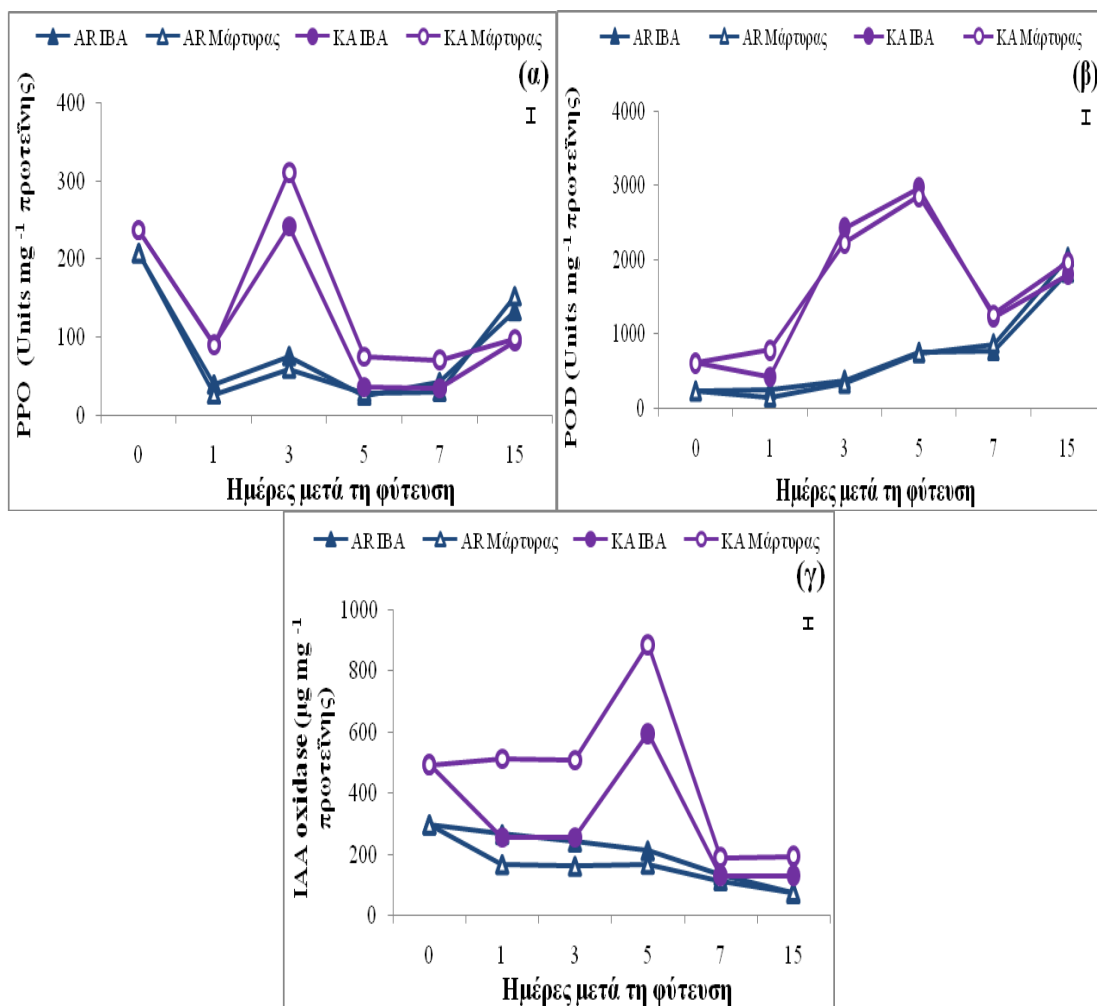 AR IBA AR Μάρτυρας KA IBA KA Μάρτυρας
(α)
PPO (Units mg -1 πρωτεΐνης)
400
300
200
100
0
0 1 3 5 7 15
Ημέρες μετά τη φύτευση
AR IBA AR Μάρτυρας KA IBA KA Μάρτυρας
(β)
POD (Units mg-1 πρωτεΐνης)
4000
3000
2000
1000
0
0 1 3 5 7 15
Ημέρες μετά τη φύτευση
AR IBA AR Μάρτυρας KA IBA KA Μάρτυρας
(γ)
IAA oxidase (μg mg -1
πρωτεΐνης)
1000
800
600
400
200
0
0 1 3 5 7 15
Ημέρες μετά τη φύτευση